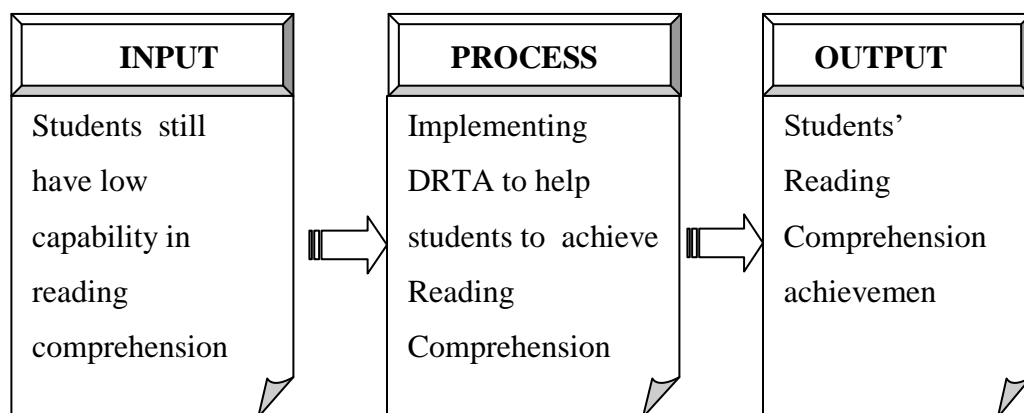 INPUT
Students still
have low
capability in
reading
comprehension
PROCESS
Implementing
DRTA to help
students to achieve
Reading
Comprehension
OUTPUT
Students’
Reading
Comprehension
achievemen